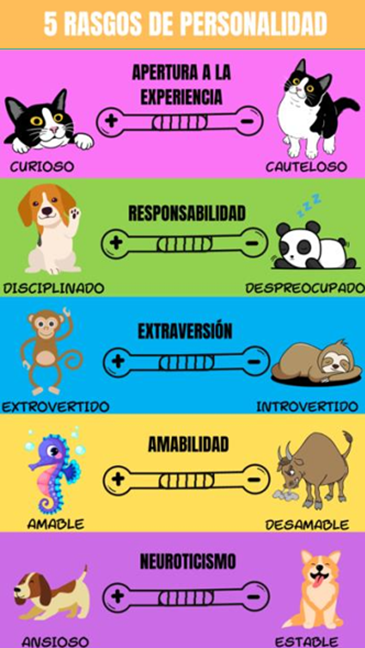 5 RASGOS DE PERSONALIDAD
APERTURA A LA
EXPERIENCIA
+ -
CURIOSO CAUTELOSO
RESPONSABILIDAD
zzz
+ -
DISCIPLINADO DESPREOCUPADO
EXTRAVERSIÓN
+ -
EXTROVERTIDO INTROVERTIDO
AMABILIDAD
+ -
AMABLE DESAMABLE
NEUROTICISMO
+ -
ANSIOSO ESTABLE